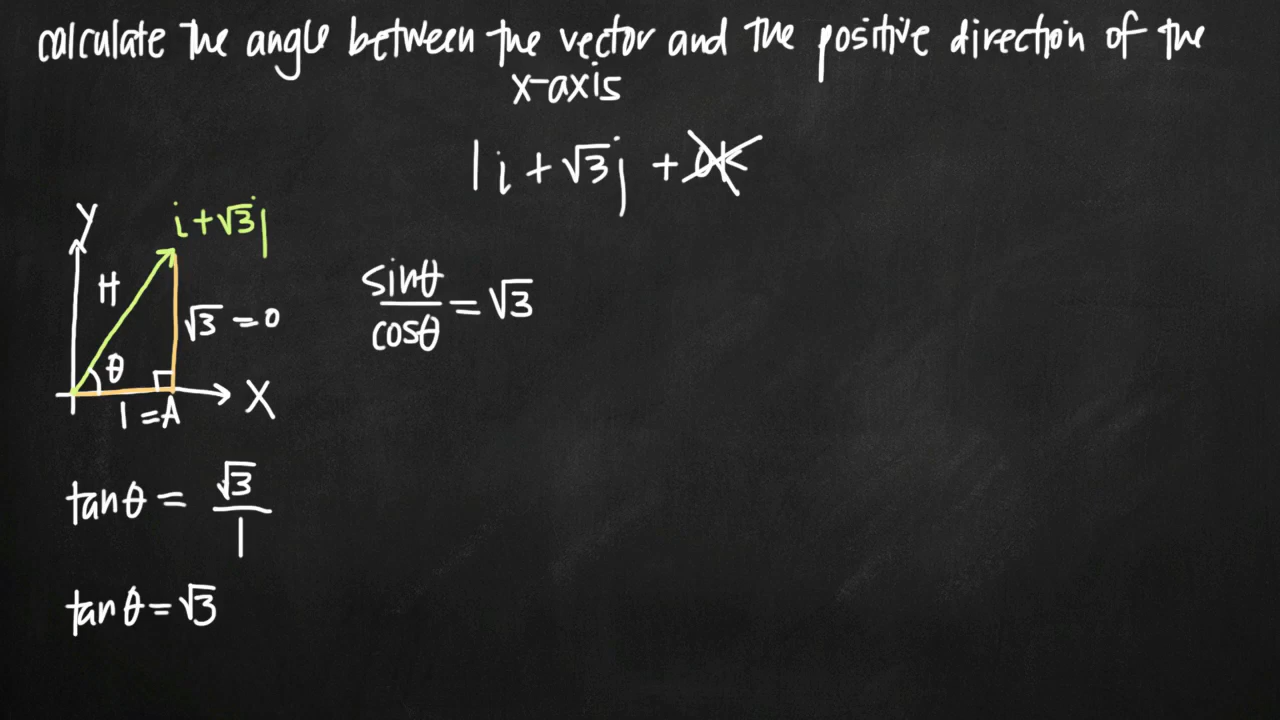 calculate the angle between the vector and the positive direction of the
x-axis
1i + √3j + 0k
Y
i + √3j
H
√3 = O
θ
X
1 = A
sinθ/cosθ = √3
tanθ = √3/1
tanθ = √3